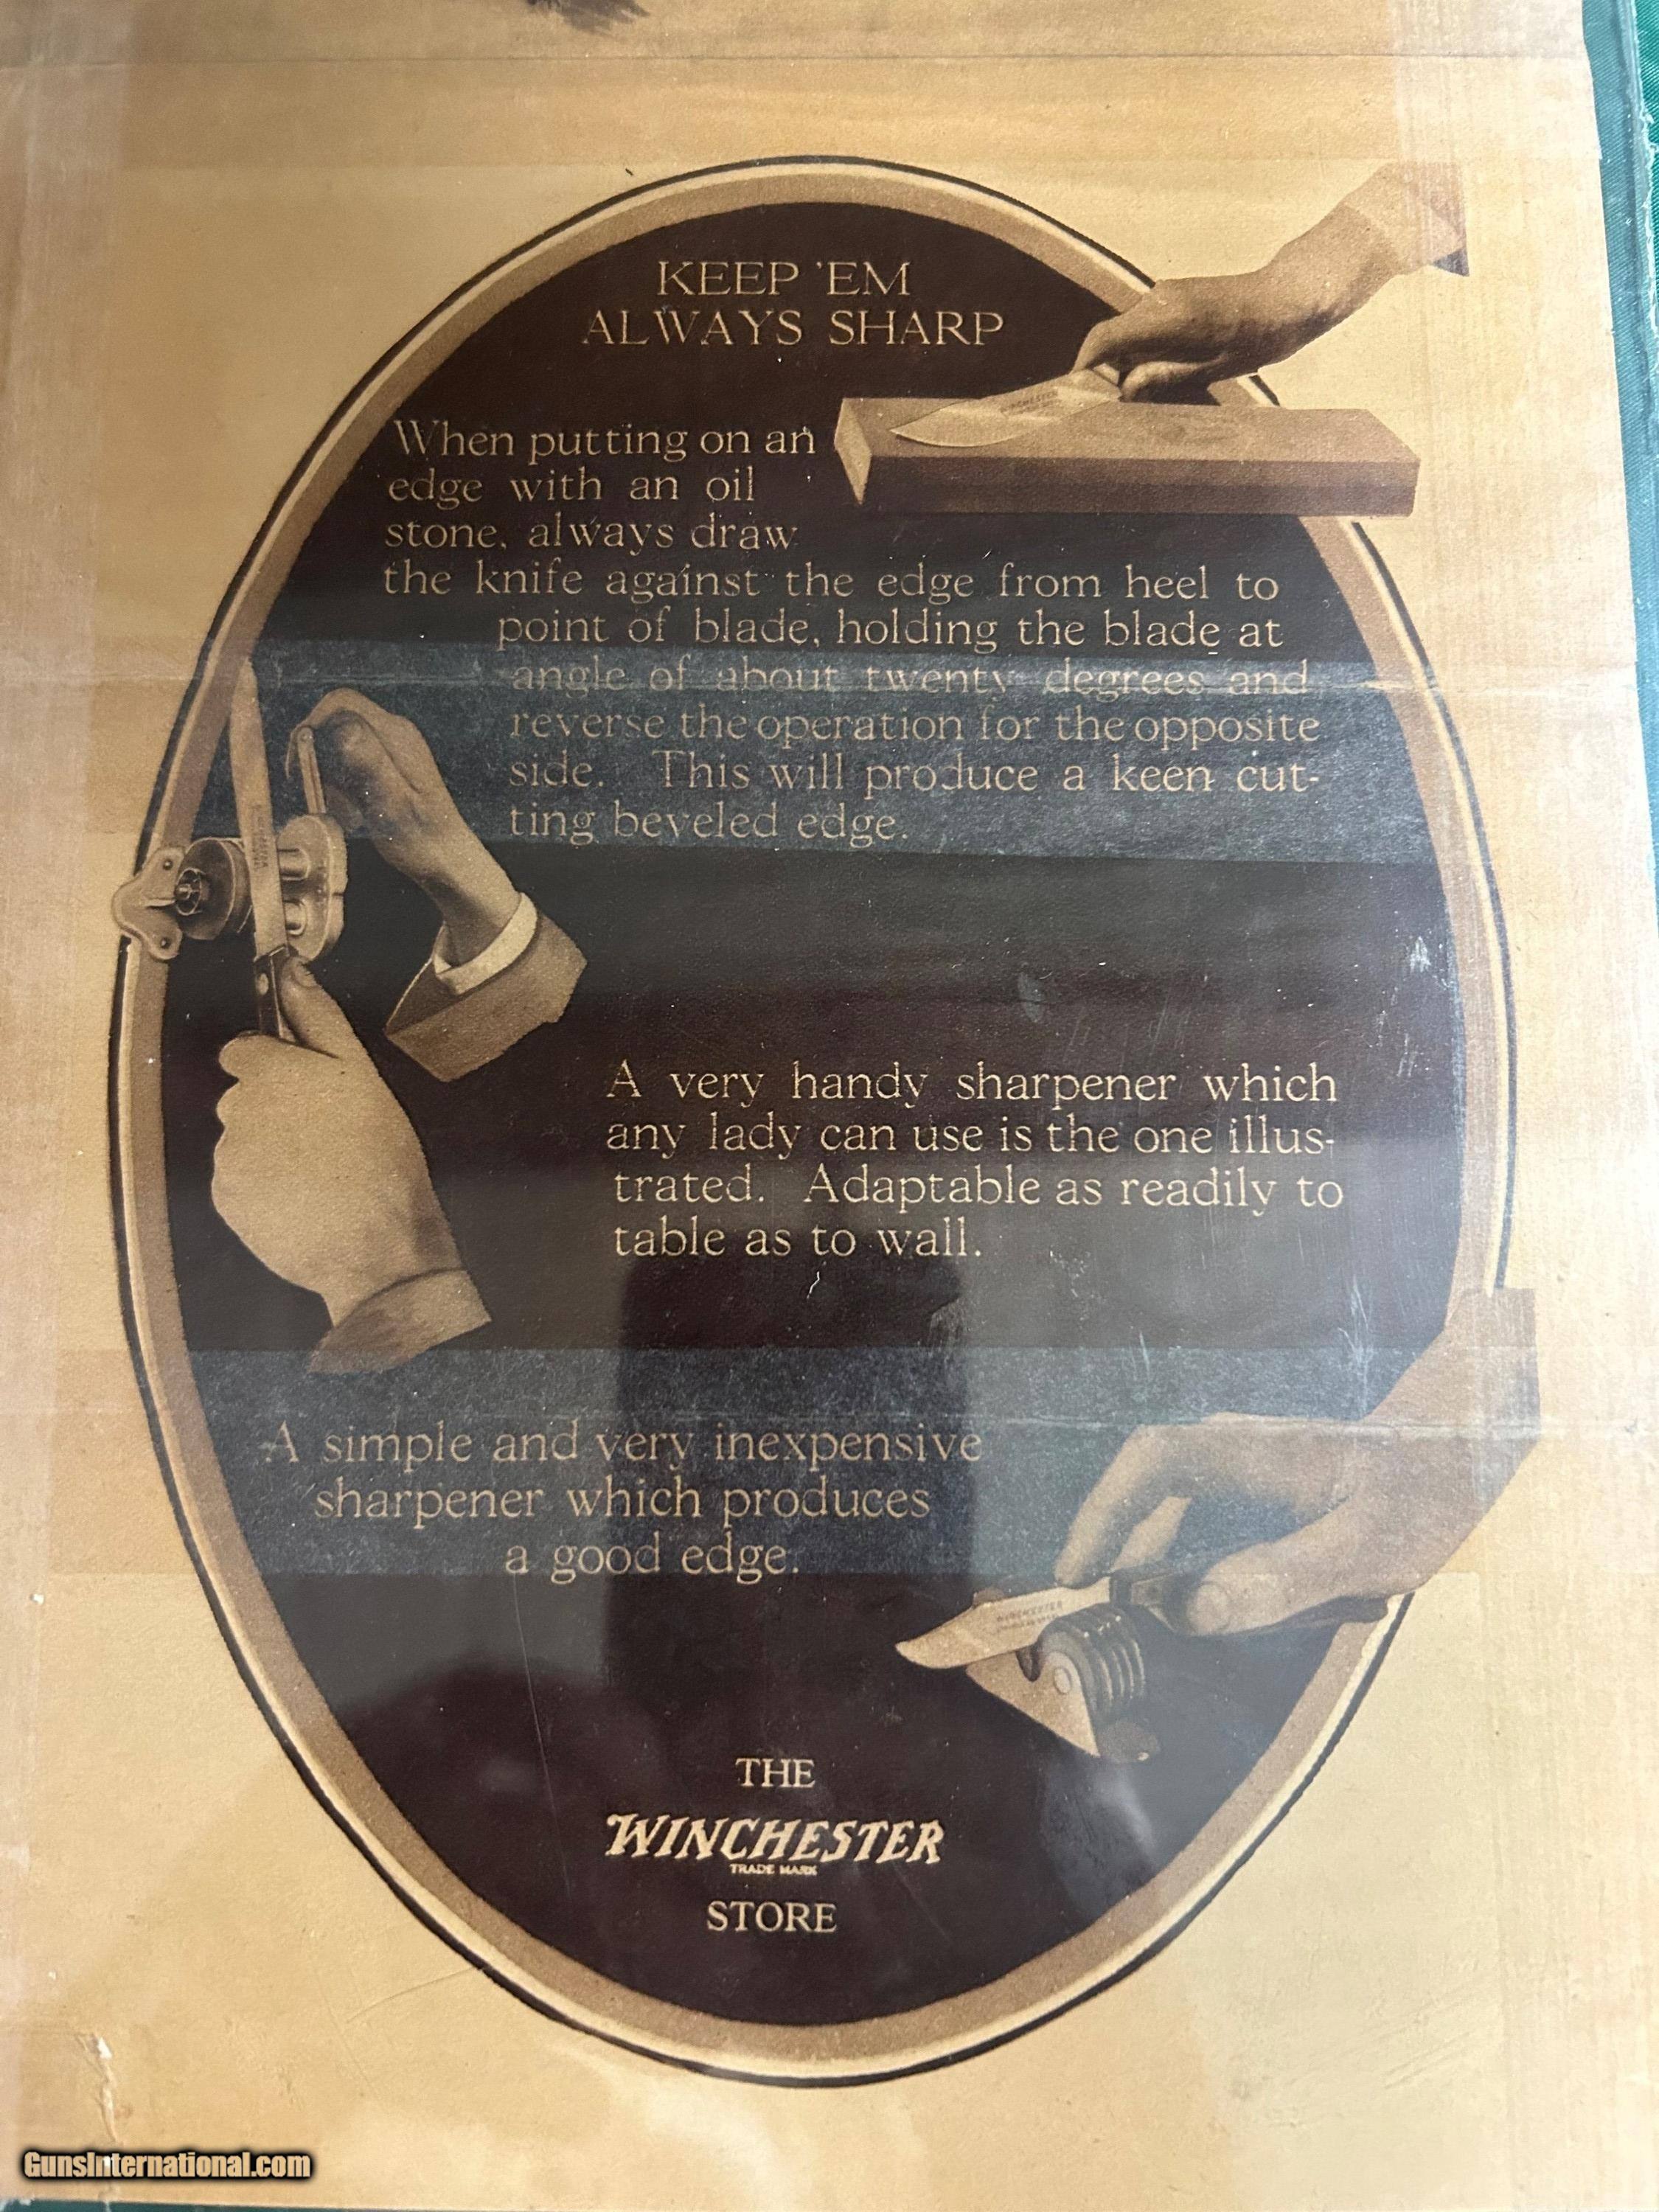 KEEP 'EM
ALWAYS SHARP
When putting on an
edge with an oil
stone, always draw
the knife against the edge from heel to
point of blade, holding the blade at
angle of about twenty degrees and
reverse the operation for the opposite
side. This will produce a keen cut-
ting beveled edge.
A very handy sharpener which
any lady can use is the one illus-
trated. Adaptable as readily to
table as to wall.
A simple and very inexpensive
sharpener which produces
a good edge.
WINCHESTER
WINCHESTER
THE
WINCHESTER
TRADE MARK
STORE
GunsInternational.com